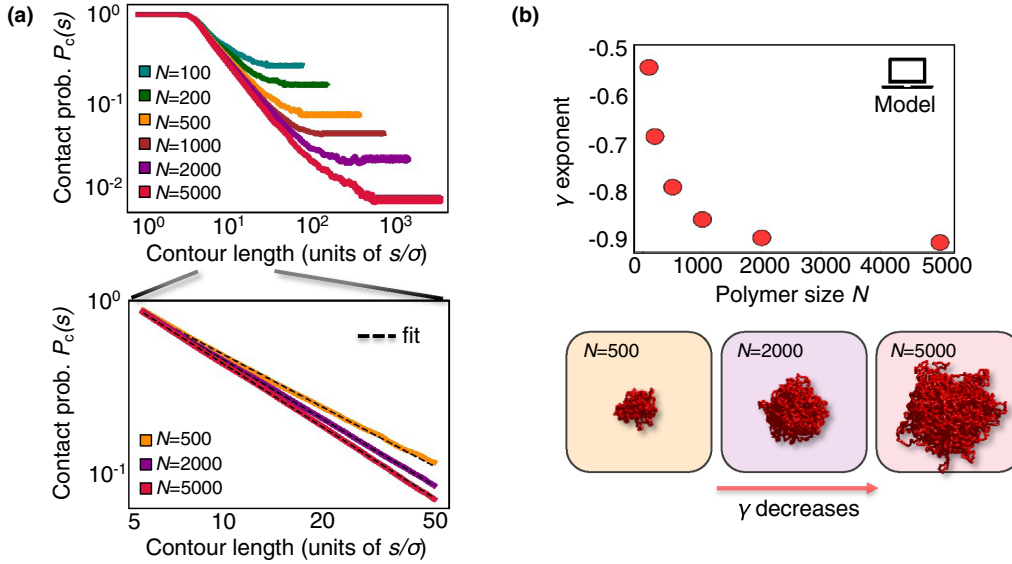 (a)
Contact prob. Pc(s)
10^0
10^-1
10^-2
N=100
N=200
N=500
N=1000
N=2000
N=5000
10^0 10^1 10^2 10^3
Contour length (units of s/σ)
Contact prob. Pc(s)
10^0
10^-1
fit
N=500
N=2000
N=5000
5 10 20 50
Contour length (units of s/σ)
(b)
γ exponent
-0.5
-0.6
-0.7
-0.8
-0.9
Model
0 1000 2000 3000 4000 5000
Polymer size N
N=500 N=2000 N=5000
γ decreases